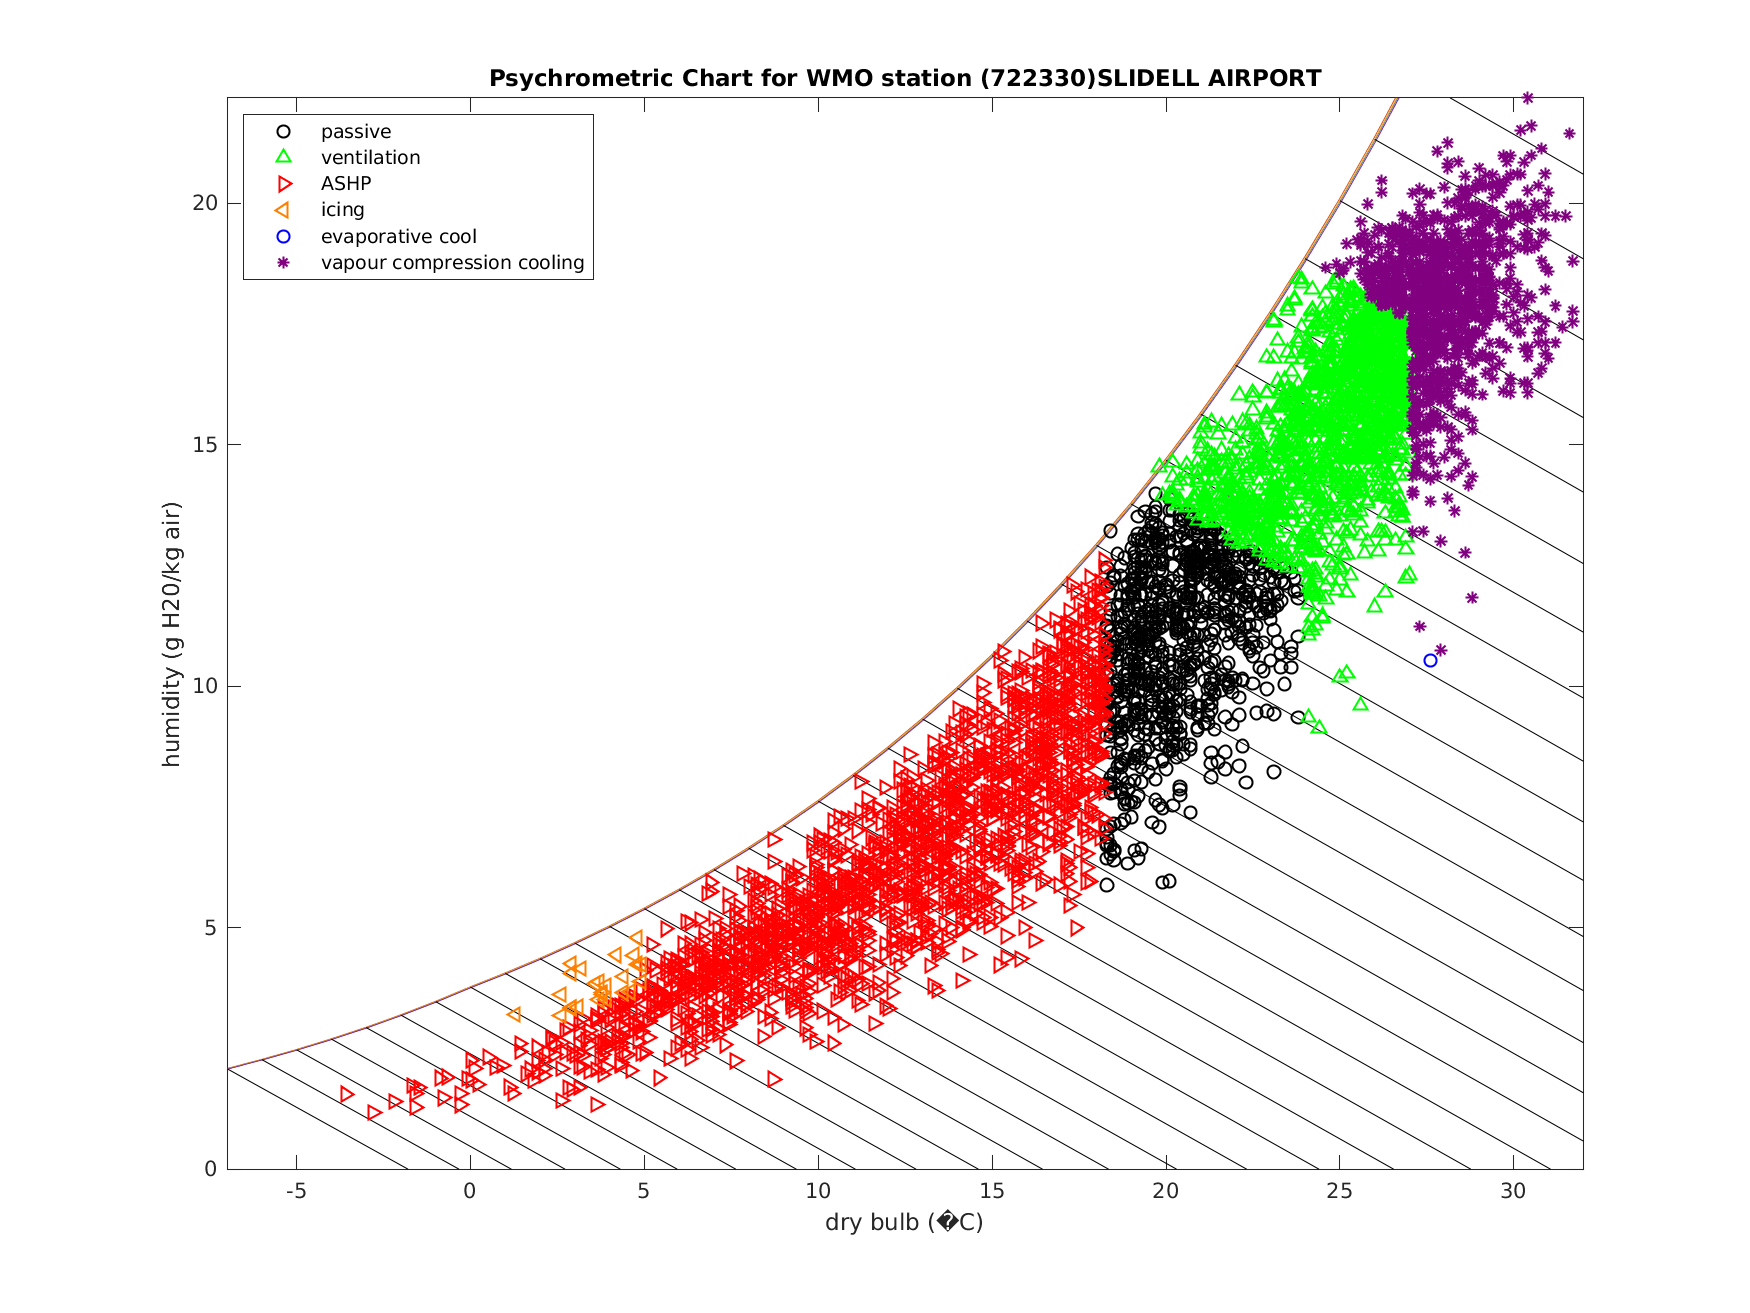 Psychrometric Chart for WMO station (722330)SLIDELL AIRPORT
passive
ventilation
ASHP
icing
evaporative cool
vapour compression cooling
humidity (g H20/kg air)
20
15
10
5
0
-5 0 5 10 15 20 25 30
dry bulb (�C)